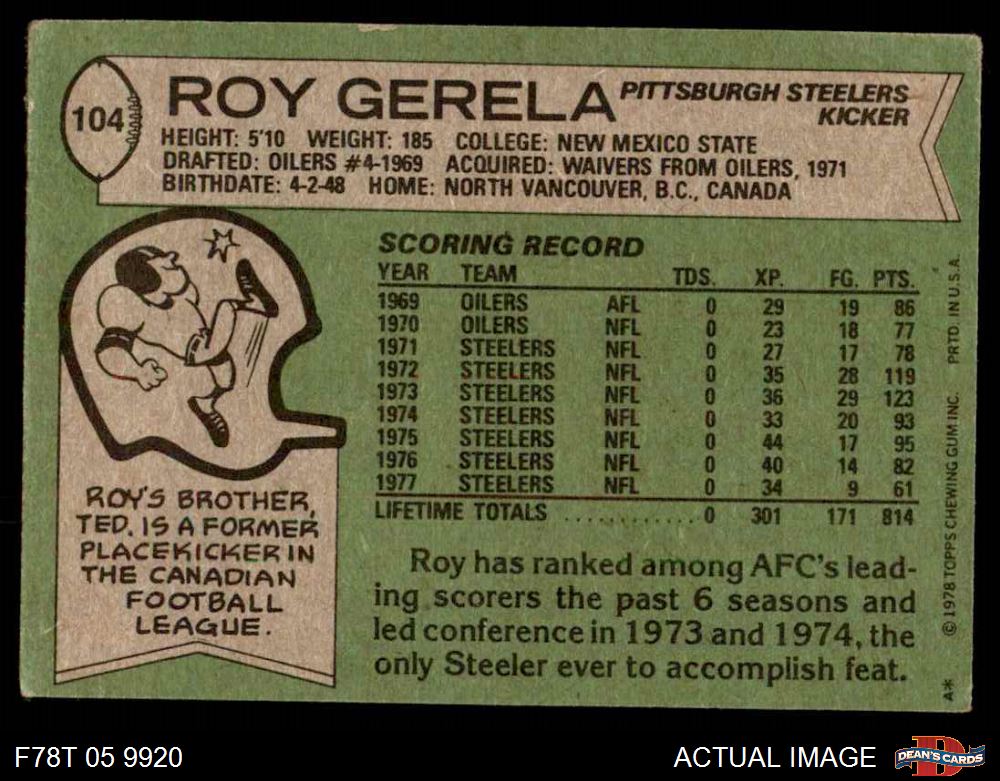 104
ROY GERELA
PITTSBURGH STEELERS
KICKER
HEIGHT: 5'10 WEIGHT: 185 COLLEGE: NEW MEXICO STATE
DRAFTED: OILERS #4-1969 ACQUIRED: WAIVERS FROM OILERS, 1971
BIRTHDATE: 4-2-48 HOME: NORTH VANCOUVER, B.C., CANADA
SCORING RECORD
YEAR TEAM TDS. XP. FG. PTS.
1969 OILERS AFL 0 29 19 86
1970 OILERS NFL 0 23 18 77
1971 STEELERS NFL 0 27 17 78
1972 STEELERS NFL 0 35 28 119
1973 STEELERS NFL 0 36 29 123
1974 STEELERS NFL 0 33 20 93
1975 STEELERS NFL 0 44 17 95
1976 STEELERS NFL 0 40 14 82
1977 STEELERS NFL 0 34 9 61
LIFETIME TOTALS ............0 301 171 814
ROY'S BROTHER,
TED, IS A FORMER
PLACEKICKER IN
THE CANADIAN
FOOTBALL
LEAGUE.
Roy has ranked among AFC's lead-
ing scorers the past 6 seasons and
led conference in 1973 and 1974, the
only Steeler ever to accomplish feat.
A* © 1978 TOPPS CHEWING GUM INC. PRTD. IN U.S.A.
F78T 05 9920
ACTUAL IMAGE
D
DEAN'S CARDS